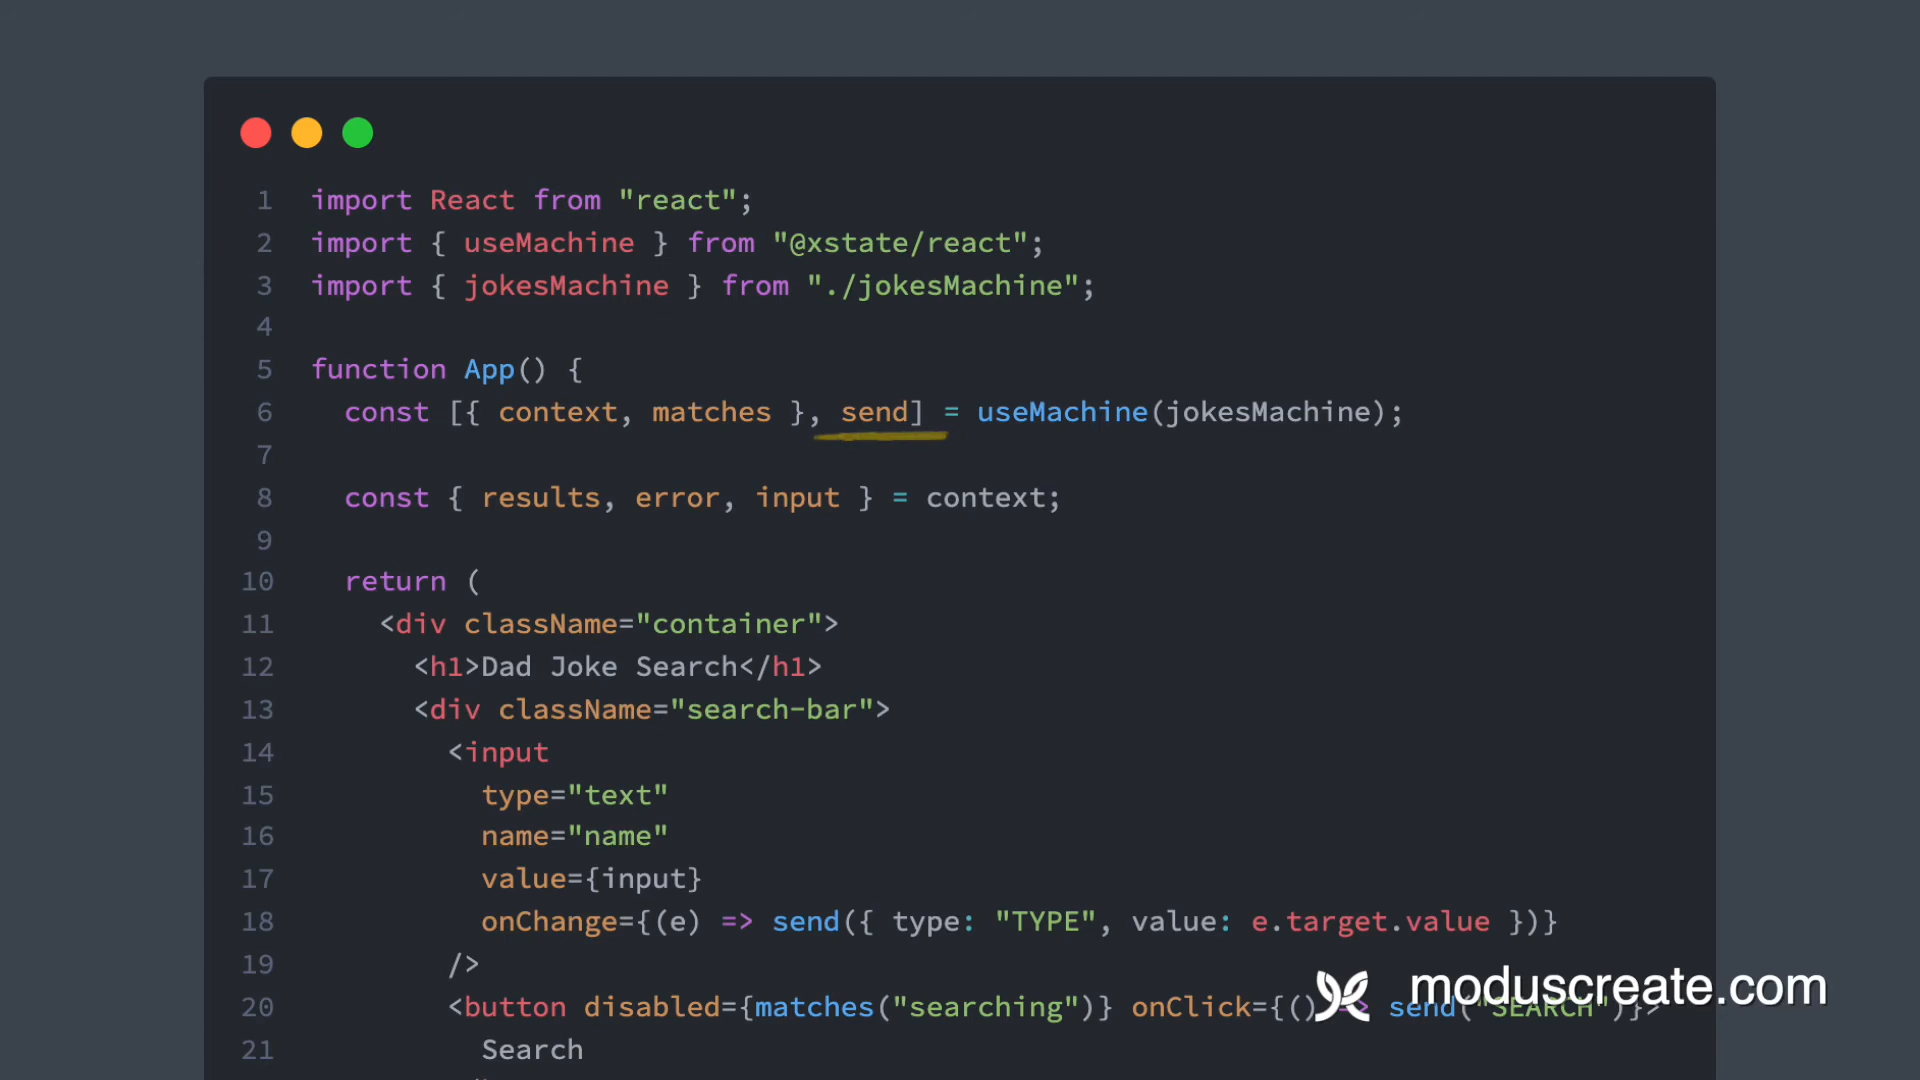 1 import React from "react";
2 import { useMachine } from "@xstate/react";
3 import { jokesMachine } from "./jokesMachine";
4
5 function App() {
6 const [{ context, matches }, send] = useMachine(jokesMachine);
7
8 const { results, error, input } = context;
9
10 return (
11 <div className="container">
12 <h1>Dad Joke Search</h1>
13 <div className="search-bar">
14 <input
15 type="text"
16 name="name"
17 value={input}
18 onChange={(e) => send({ type: "TYPE", value: e.target.value })}
19 />
20 <button disabled={matches("searching")} onClick={() => send("SEARCH")}>
21 Search
moduscreate.com